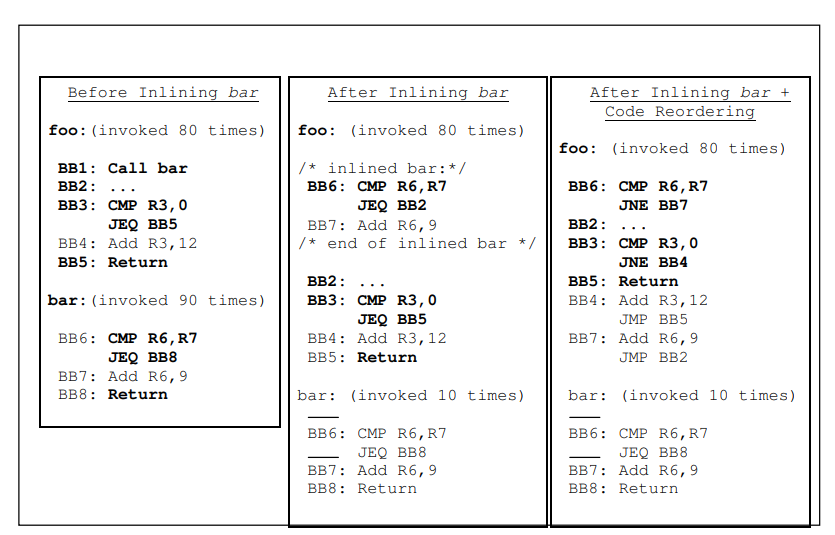 Before Inlining bar
foo:(invoked 80 times)
BB1: Call bar
BB2: ...
BB3: CMP R3,0
JEQ BB5
BB4: Add R3,12
BB5: Return
bar:(invoked 90 times)
BB6: CMP R6,R7
JEQ BB8
BB7: Add R6,9
BB8: Return
After Inlining bar
foo: (invoked 80 times)
/* inlined bar:*/
BB6: CMP R6,R7
JEQ BB2
BB7: Add R6,9
/* end of inlined bar */
BB2: ...
BB3: CMP R3,0
JEQ BB5
BB4: Add R3,12
BB5: Return
bar: (invoked 10 times)
BB6: CMP R6,R7
JEQ BB8
BB7: Add R6,9
BB8: Return
After Inlining bar +
Code Reordering
foo: (invoked 80 times)
BB6: CMP R6,R7
JNE BB7
BB2: ...
BB3: CMP R3,0
JNE BB4
BB5: Return
BB4: Add R3,12
JMP BB5
BB7: Add R6,9
JMP BB2
bar: (invoked 10 times)
BB6: CMP R6,R7
JEQ BB8
BB7: Add R6,9
BB8: Return